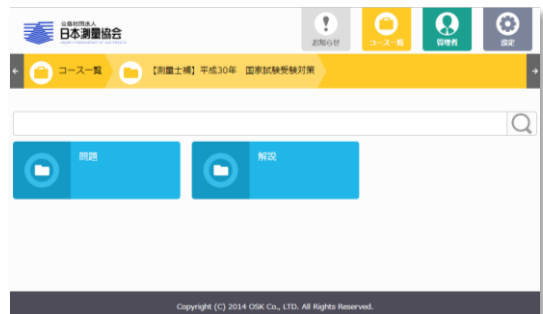 公益社団法人
日本測量協会
お知らせ
コース一覧
管理者
設定
コース一覧
【測量士補】平成30年 国家試験受験対策
問題
解説
Copyright (C) 2014 OSK Co., LTD. All Rights Reserved.